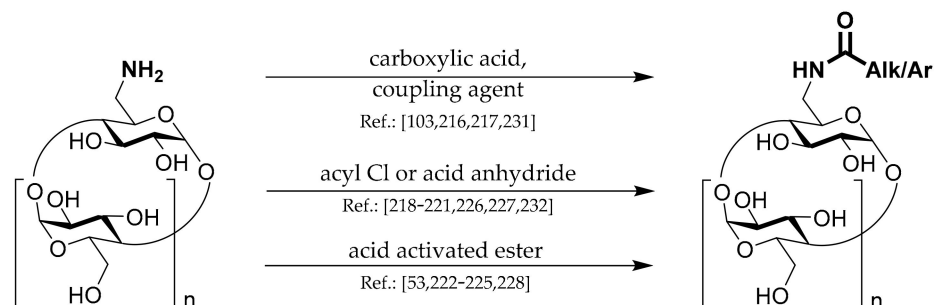 NH₂
O
HO
OH
O
O
OH
OH
O
HO
n
carboxylic acid,
coupling agent
Ref.: [103,216,217,231]
acyl Cl or acid anhydride
Ref.: [218-221,226,227,232]
acid activated ester
Ref.: [53,222-225,228]
O
HN
Alk/Ar
O
HO
OH
O
O
OH
OH
O
HO
n